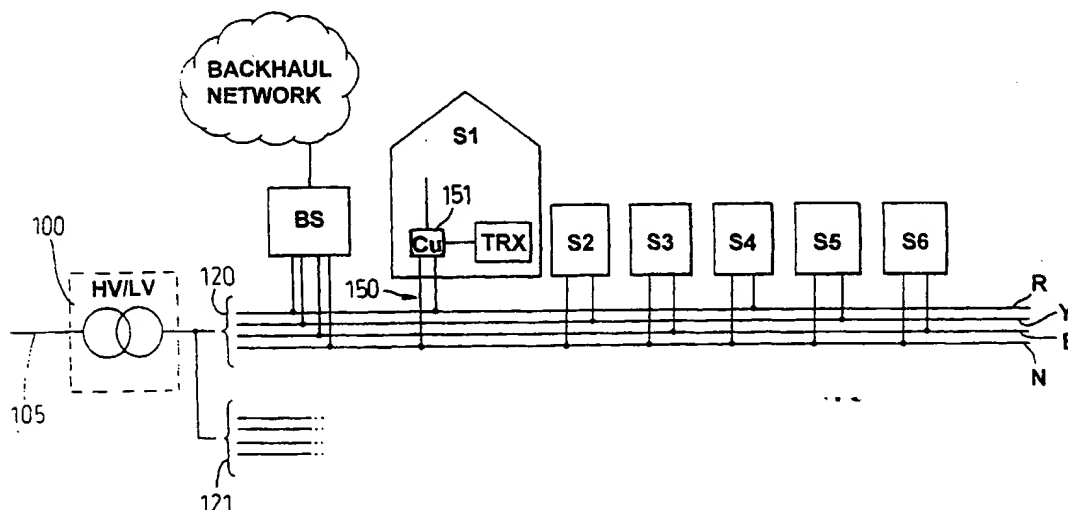 BACKHAUL
NETWORK
S1
151
BS
Cu
TRX
S2
S3
S4
S5
S6
100
HV/LV
120
150
R
Y
N
105
121